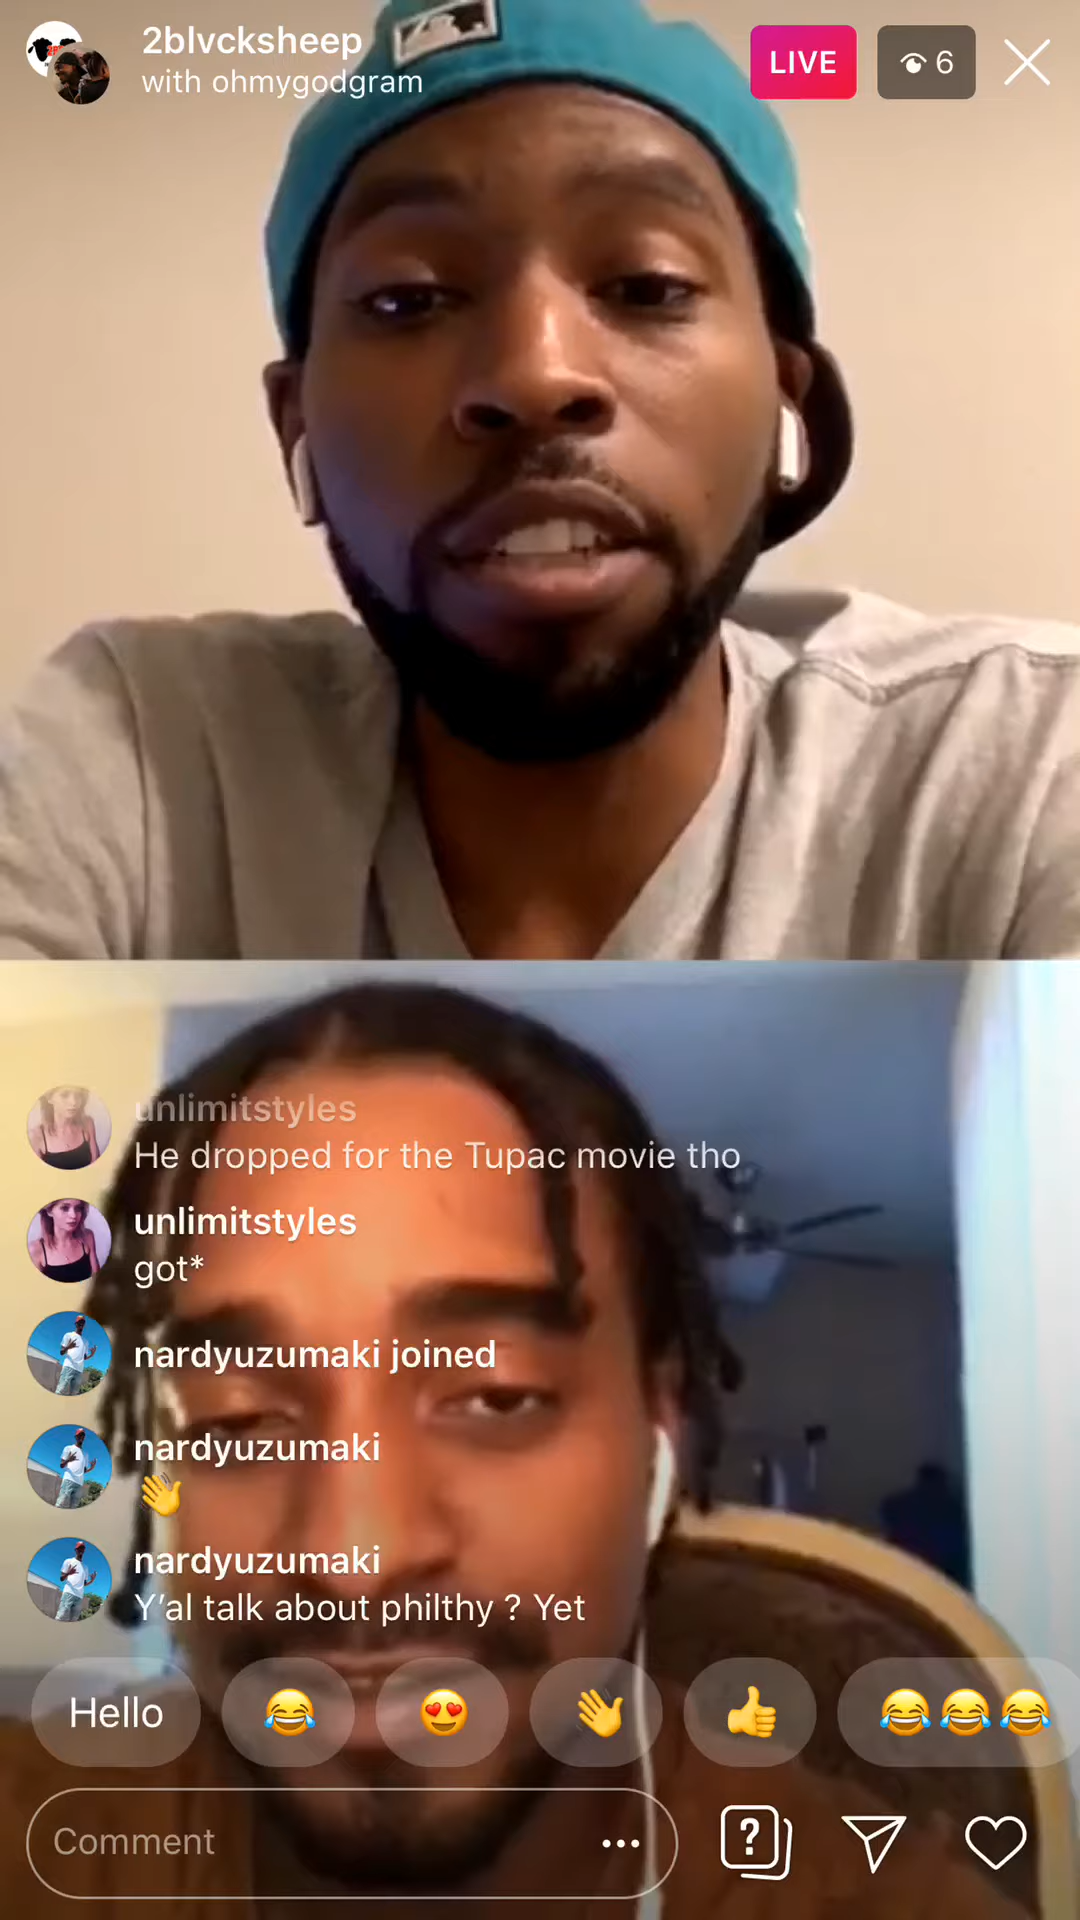 2blvcksheep
with ohmygodgram
LIVE
6
unlimitstyles
He dropped for the Tupac movie tho
unlimitstyles
got*
nardyuzumaki joined
nardyuzumaki
👋
nardyuzumaki
Y’al talk about philthy ? Yet
Hello 😂 😍 👋 👍 😂😂😂
Comment
?